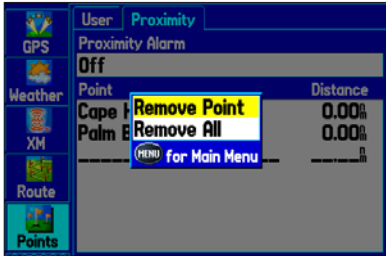 User Proximity
GPS
Proximity Alarm
Off
Weather
Point Distance
Cape 0.00
Remove Point
Palm 0.00
Remove All
XM
MENU for Main Menu
Route
Points